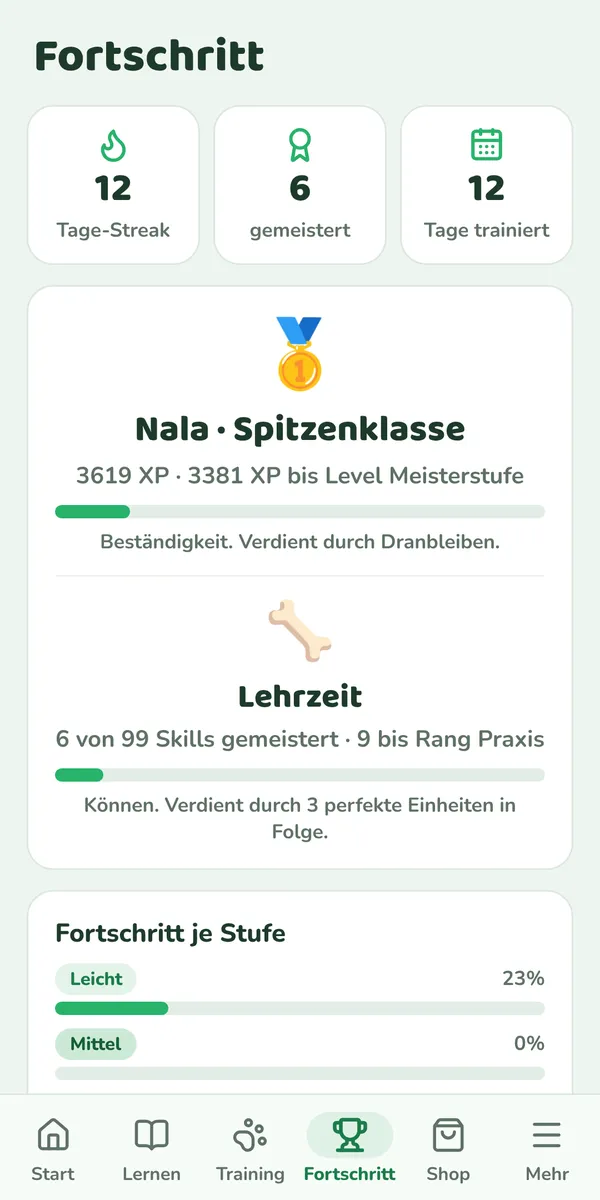 Fortschritt
12
Tage-Streak
6
gemeistert
12
Tage trainiert
1
Nala · Spitzenklasse
3619 XP · 3381 XP bis Level Meisterstufe
Beständigkeit. Verdient durch Dranbleiben.
Lehrzeit
6 von 99 Skills gemeistert · 9 bis Rang Praxis
Können. Verdient durch 3 perfekte Einheiten in
Folge.
Fortschritt je Stufe
Leicht 23%
Mittel 0%
Start Lernen Training Fortschritt Shop Mehr